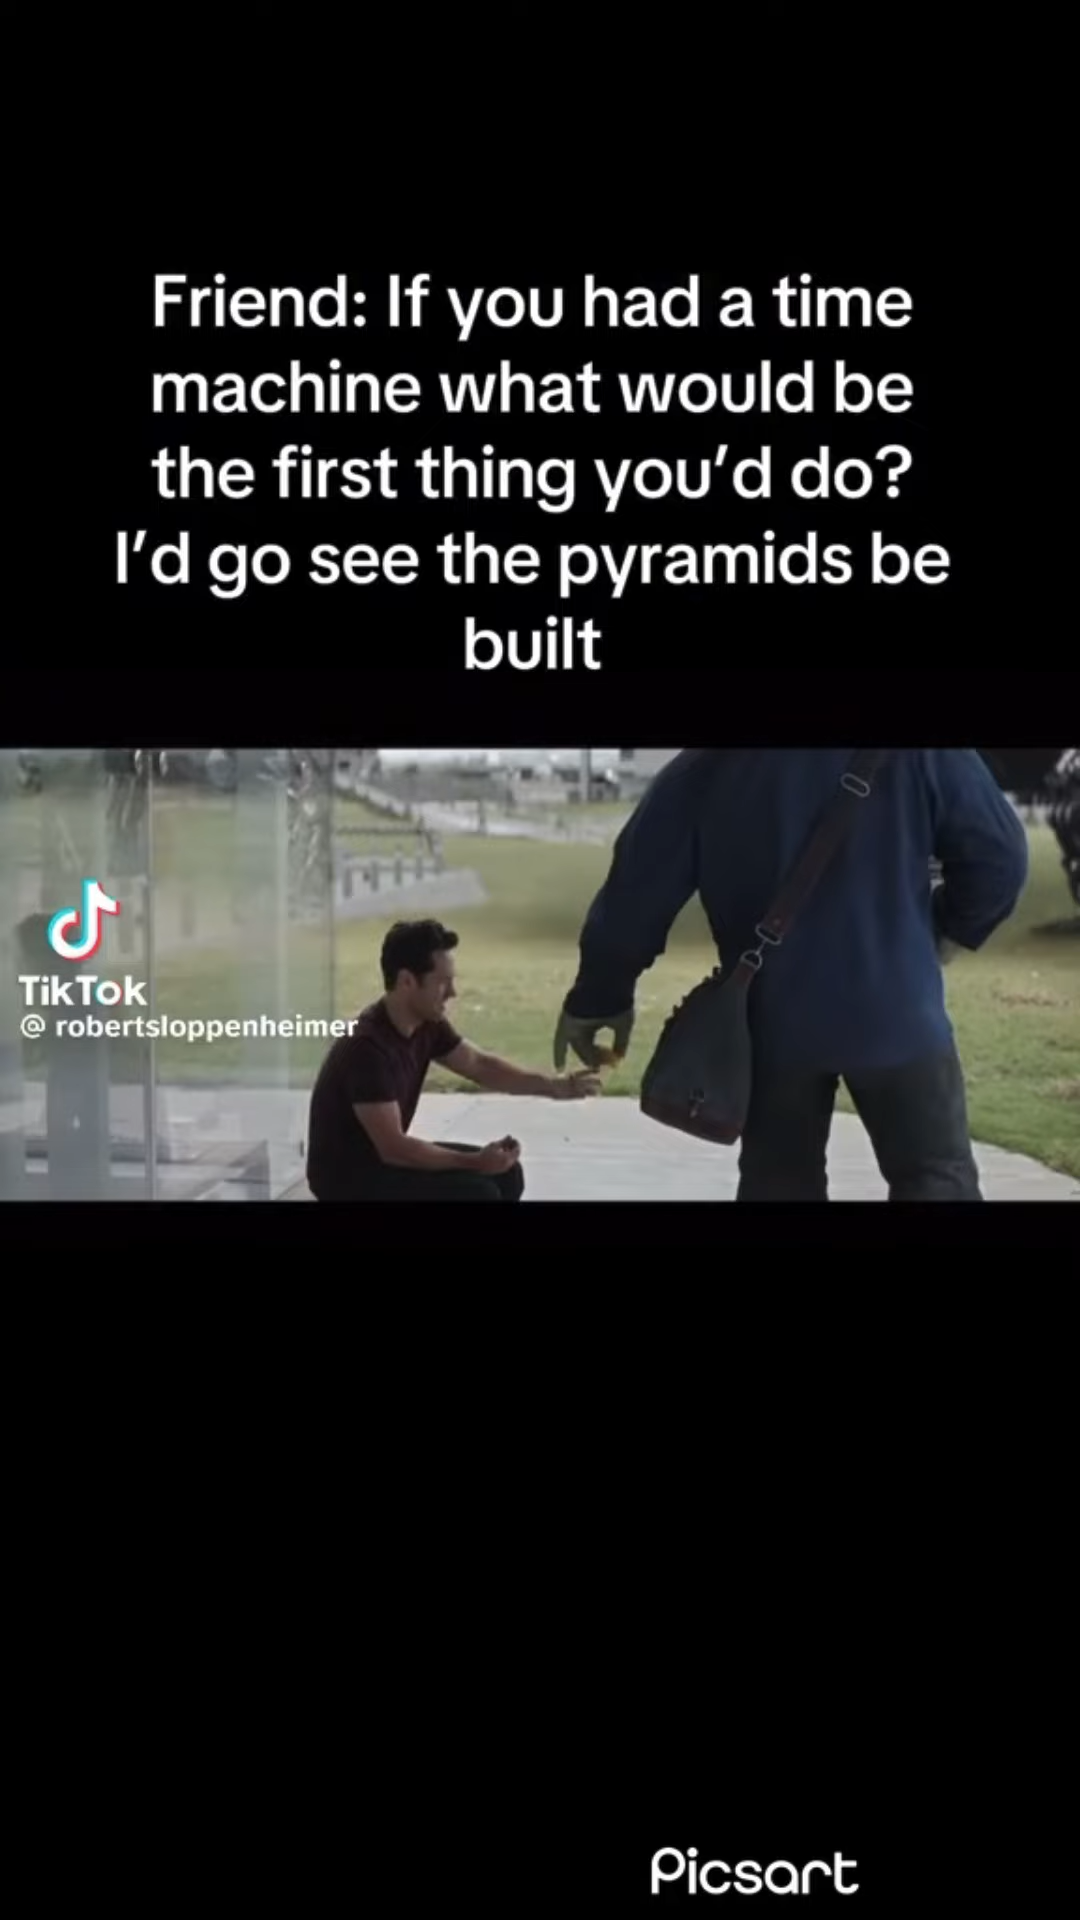 Friend: If you had a time
machine what would be
the first thing you’d do?
I’d go see the pyramids be
built
TikTok
@ robertsloppenheimer
Picsart